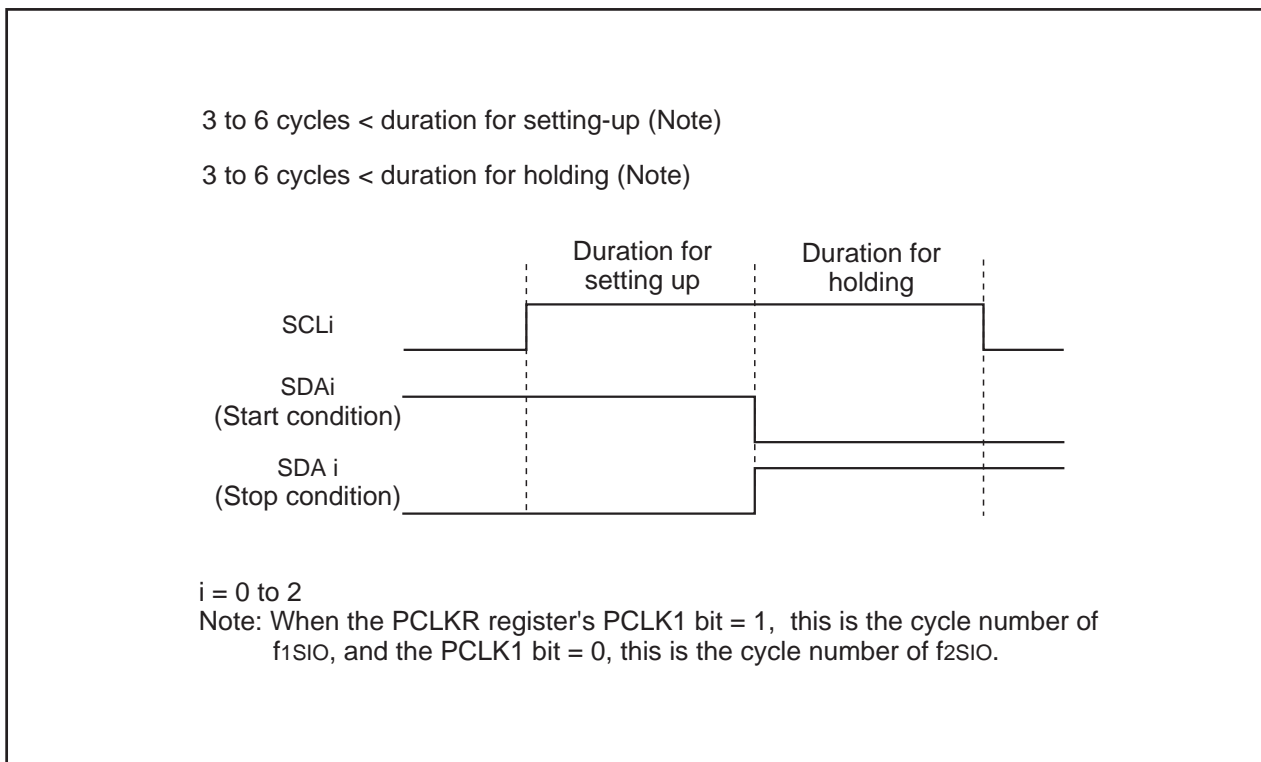 3 to 6 cycles < duration for setting-up (Note)
3 to 6 cycles < duration for holding (Note)
Duration for
setting up
Duration for
holding
SCLi
SDAi
(Start condition)
SDA i
(Stop condition)
i = 0 to 2
Note: When the PCLKR register's PCLK1 bit = 1, this is the cycle number of
f1SIO, and the PCLK1 bit = 0, this is the cycle number of f2SIO.